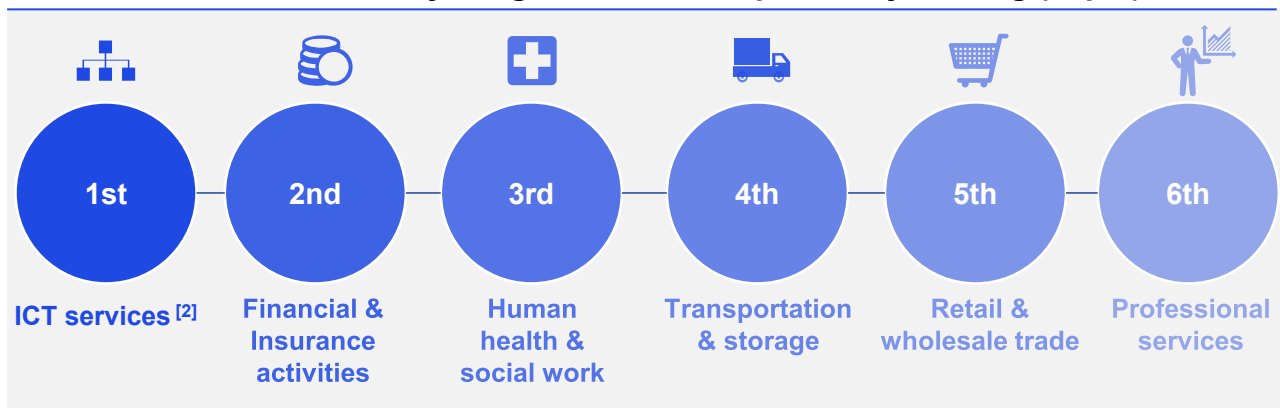 1st
2nd
3rd
4th
5th
6th
ICT services [2]
Financial &
Insurance
activities
Human
health &
social work
Transportation
& storage
Retail &
wholesale trade
Professional
services